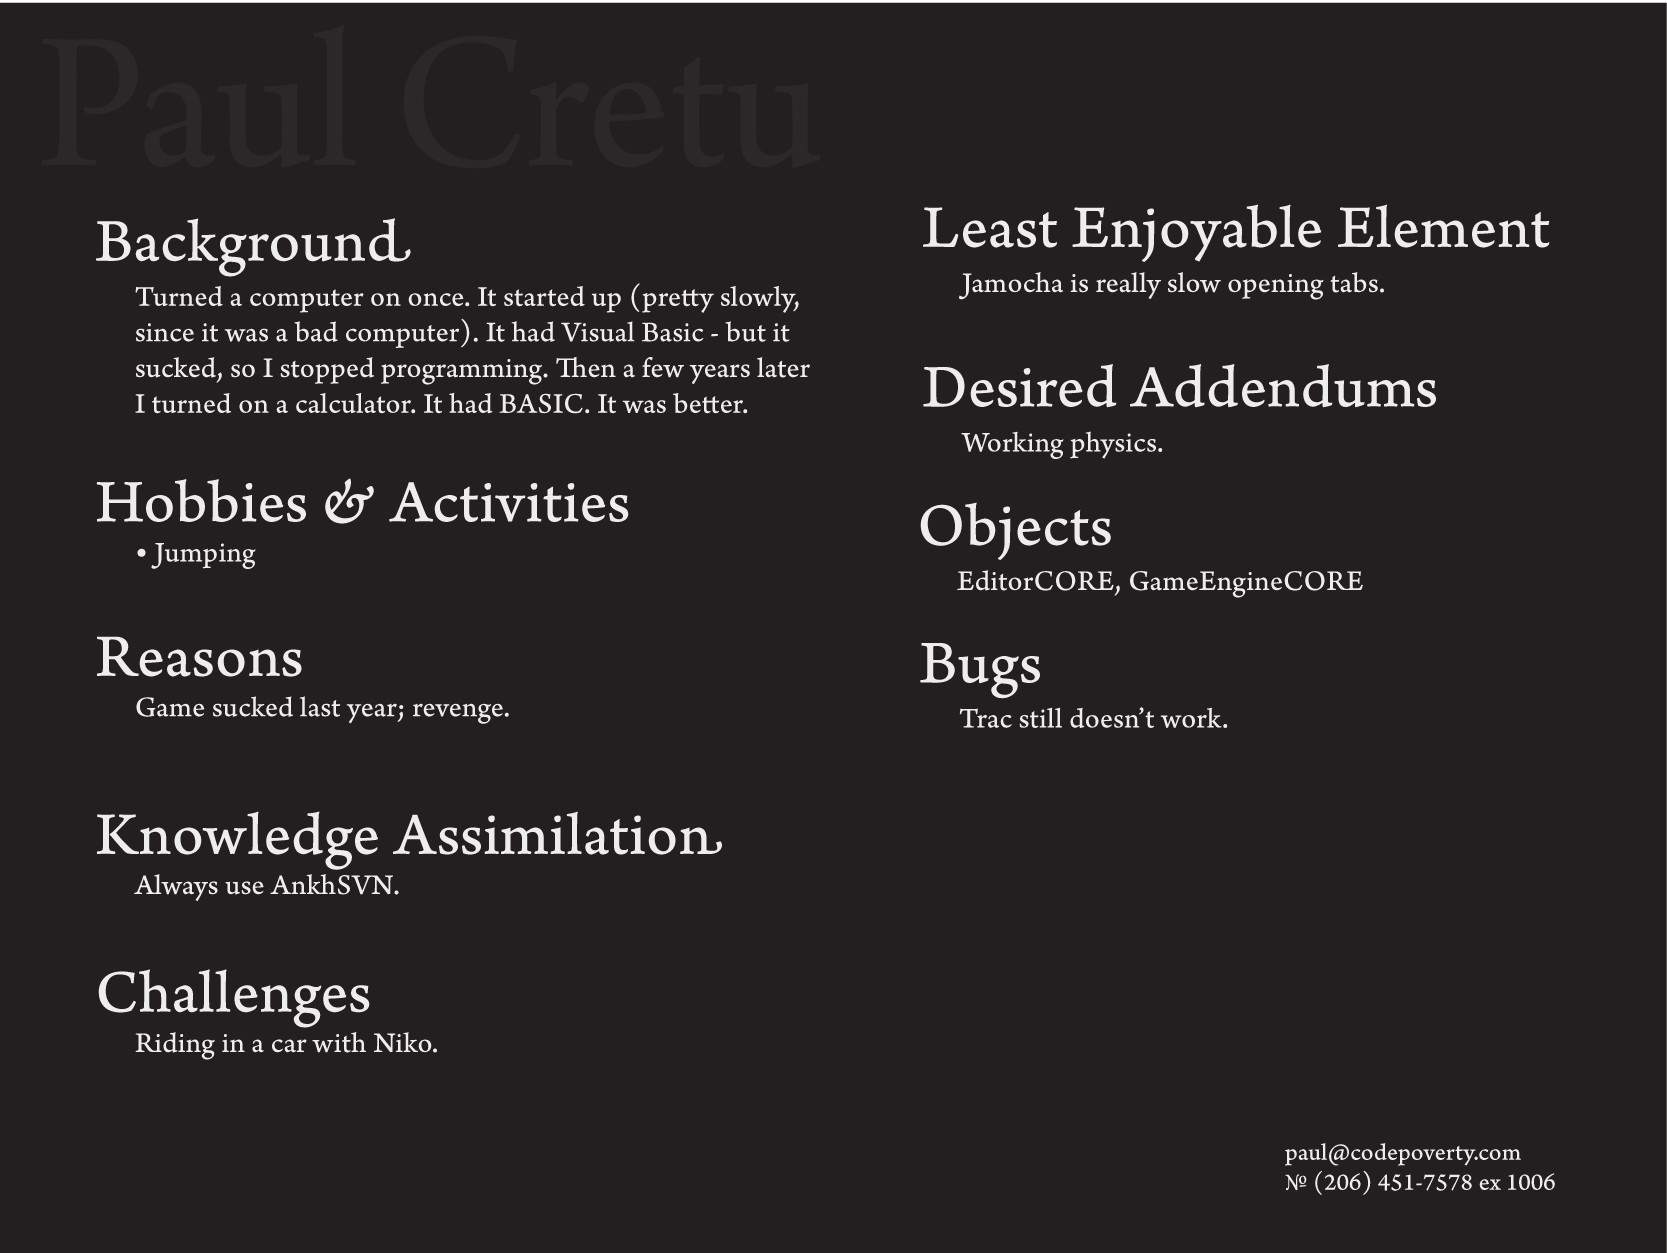 Paul Cretu
Background
Turned a computer on once. It started up (pretty slowly,
since it was a bad computer). It had Visual Basic - but it
sucked, so I stopped programming. Then a few years later
I turned on a calculator. It had BASIC. It was better.
Hobbies & Activities
• Jumping
Reasons
Game sucked last year; revenge.
Knowledge Assimilation
Always use AnkhSVN.
Challenges
Riding in a car with Niko.
Least Enjoyable Element
Jamocha is really slow opening tabs.
Desired Addendums
Working physics.
Objects
EditorCORE, GameEngineCORE
Bugs
Trac still doesn’t work.
paul@codepoverty.com
№ (206) 451-7578 ex 1006